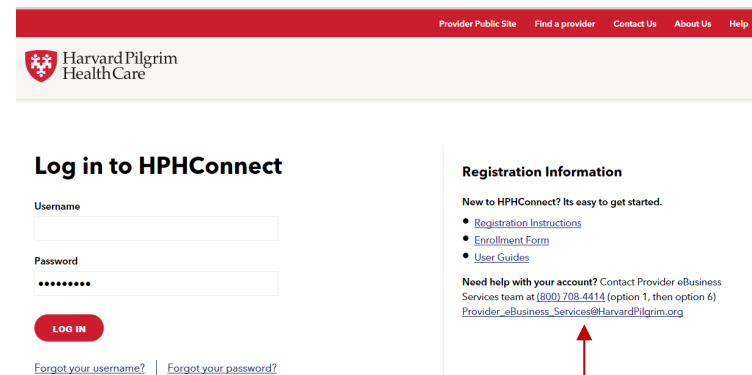 Provider Public Site Find a provider Contact Us About Us Help
Harvard Pilgrim
HealthCare
Log in to HPHConnect
Username
Password
•••••••••
LOG IN
Forgot your username? Forgot your password?
Registration Information
New to HPHConnect? Its easy to get started.
• Registration Instructions
• Enrollment Form
• User Guides
Need help with your account? Contact Provider eBusiness
Services team at (800) 708-4414 (option 1, then option 6)
Provider_eBusiness_Services@HarvardPilgrim.org